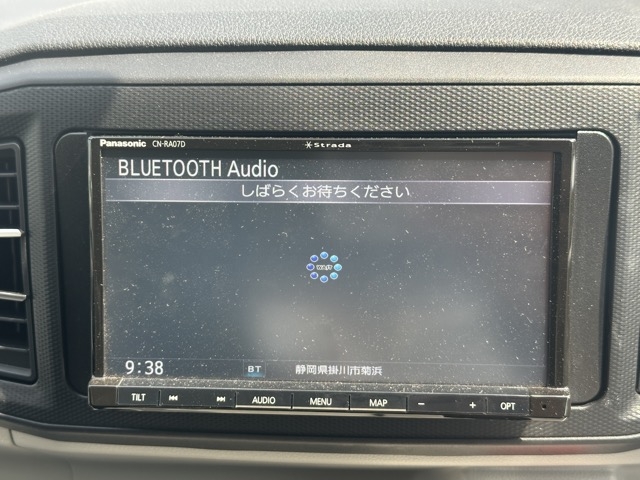 Panasonic CN-RA07D Strada
BLUETOOTH Audio
しばらくお待ちください
WAIT
9:38 BT 静岡県掛川市菊浜
TILT AUDIO MENU MAP - + OPT